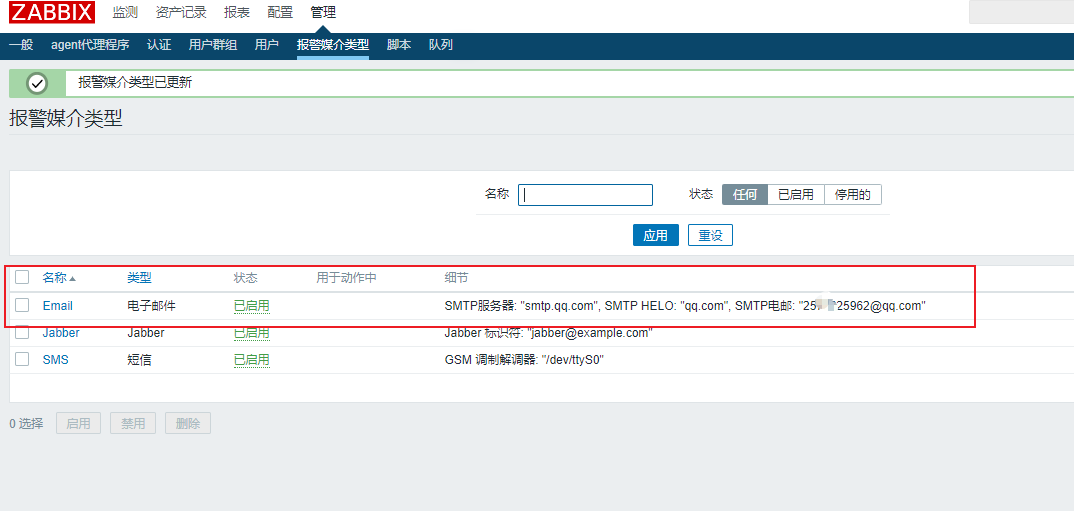 ZABBIX 监测 资产记录 报表 配置 管理
一般 agent代理程序 认证 用户群组 用户 报警媒介类型 脚本 队列
报警媒介类型已更新
报警媒介类型
名称 状态 任何 已启用 停用的
应用 重设
名称 类型 状态 用于动作中 细节
Email 电子邮件 已启用 SMTP服务器: "smtp.qq.com", SMTP HELO: "qq.com", SMTP电邮:
Jabber Jabber 已启用 Jabber 标识符: "jabber@example.com"
SMS 短信 已启用 GSM 调制解调器: "/dev/ttyS0"
0 选择 启用 禁用 删除